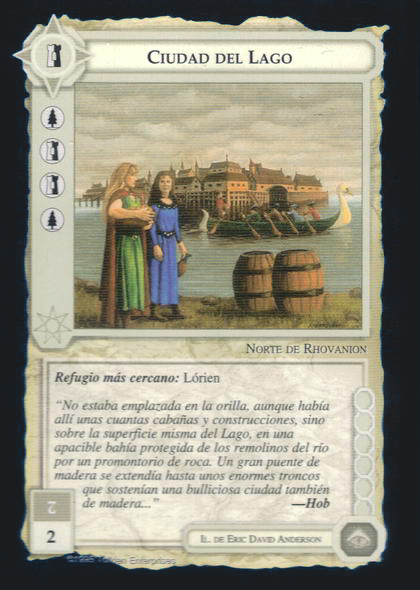 Ciudad del Lago
Norte de Rhovanion
Refugio más cercano: Lórien
“No estaba emplazada en la orilla, aunque había
allí unas cuantas cabañas y construcciones, sino
sobre la superficie misma del Lago, en una
apacible bahía protegida de los remolinos del río
por un promontorio de roca. Un gran puente de
madera se extendía hasta unos enormes troncos
que sostenían una bulliciosa ciudad también
de madera...” —Hob
2
2
Il. de Eric David Anderson
Enterprises